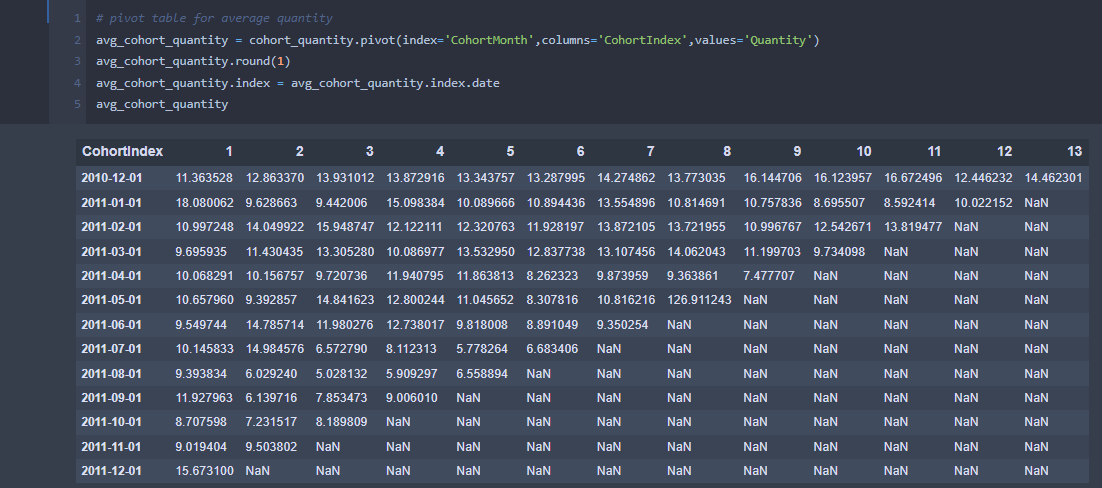 1 # pivot table for average quantity
2 avg_cohort_quantity = cohort_quantity.pivot(index='CohortMonth',columns='CohortIndex',values='Quantity')
3 avg_cohort_quantity.round(1)
4 avg_cohort_quantity.index = avg_cohort_quantity.index.date
5 avg_cohort_quantity
CohortIndex 1 2 3 4 5 6 7 8 9 10 11 12 13
2010-12-01 11.363528 12.863370 13.931012 13.872916 13.343757 13.287995 14.274862 13.773035 16.144706 16.123957 16.672496 12.446232 14.462301
2011-01-01 18.080062 9.628663 9.442006 15.098384 10.089666 10.894436 13.554896 10.814691 10.757836 8.695507 8.592414 10.022152 NaN
2011-02-01 10.997248 14.049922 15.948747 12.122111 12.320763 11.928197 13.872105 13.721955 10.996767 12.542671 13.819477 NaN NaN
2011-03-01 9.695935 11.430435 13.305280 10.086977 13.532950 12.837738 13.107456 14.062043 11.199703 9.734098 NaN NaN NaN
2011-04-01 10.068291 10.156757 9.720736 11.940795 11.863813 8.262323 9.873959 9.363861 7.477707 NaN NaN NaN NaN
2011-05-01 10.657960 9.392857 14.841623 12.800244 11.045652 8.307816 10.816216 126.911243 NaN NaN NaN NaN NaN
2011-06-01 9.549744 14.785714 11.980276 12.738017 9.818008 8.891049 9.350254 NaN NaN NaN NaN NaN NaN
2011-07-01 10.145833 14.984576 6.572790 8.112313 5.778264 6.683406 NaN NaN NaN NaN NaN NaN NaN
2011-08-01 9.393834 6.029240 5.028132 5.909297 6.558894 NaN NaN NaN NaN NaN NaN NaN NaN
2011-09-01 11.927963 6.139716 7.853473 9.006010 NaN NaN NaN NaN NaN NaN NaN NaN NaN
2011-10-01 8.707598 7.231517 8.189809 NaN NaN NaN NaN NaN NaN NaN NaN NaN NaN
2011-11-01 9.019404 9.503802 NaN NaN NaN NaN NaN NaN NaN NaN NaN NaN NaN
2011-12-01 15.673100 NaN NaN NaN NaN NaN NaN NaN NaN NaN NaN NaN NaN